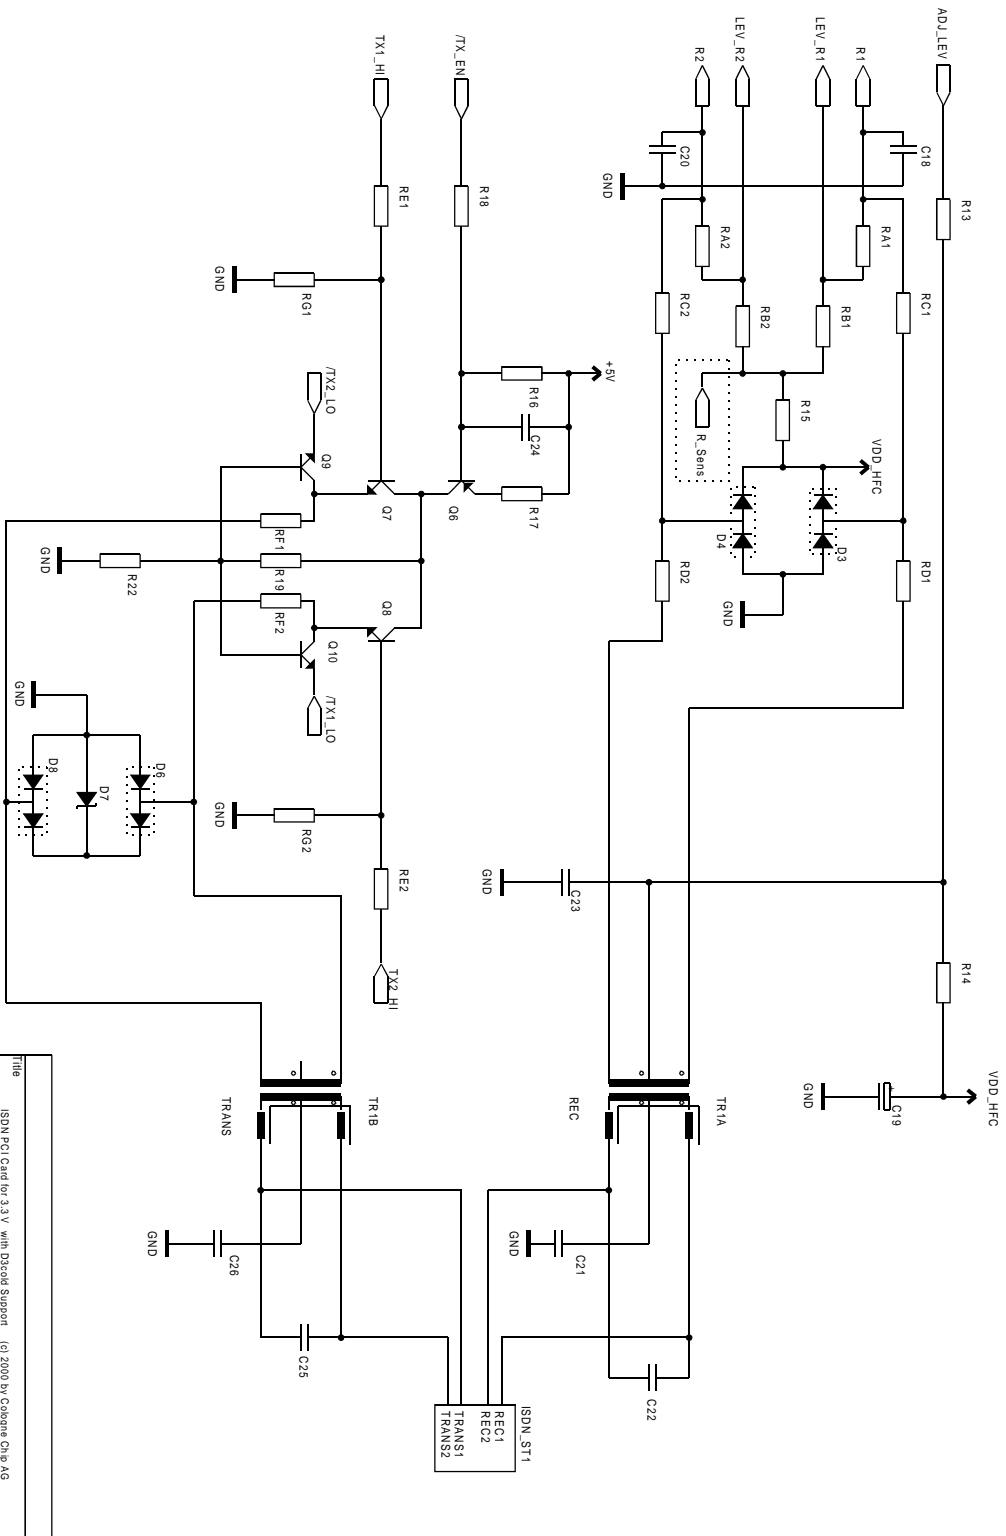 ADJ_LEV
R13
R14
VDD_HFC
C19
+
GND
R1
C18
RA1
RC1
RD1
LEV_R1
RB1
R15
VDD_HFC
D3
D4
GND
LEV_R2
RB2
R_Sens
R2
C20
GND
RA2
RC2
RD2
C23
GND
TR1A
REC
C21
GND
C22
+5V
/TX_EN
R18
R16
C24
R17
Q6
TX1_HI
RE1
RG1
GND
Q7
/TX2_LO
Q9
RF1
R19
RF2
R22
GND
Q8
Q10
/TX1_LO
RG2
GND
RE2
TX2_HI
GND
D6
D7
D8
TR1B
TRANS
C26
GND
C25
ISDN_ST1
REC1
REC2
TRANS1
TRANS2
Title
ISDN PCI Card for 3.3 V with D3cold Support (c) 2000 by Cologne Chip AG